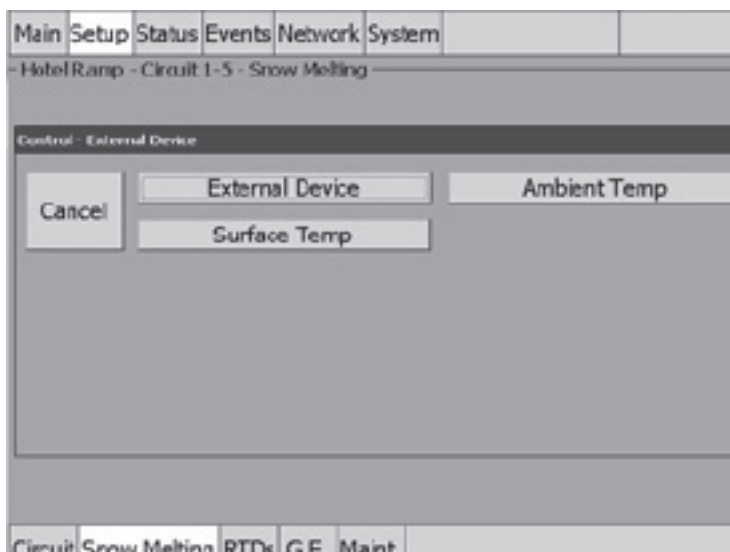 Main Setup Status Events Network System
Hotel Ramp - Circuit 1-5 - Snow Melting
Control - External Device
Cancel
External Device
Ambient Temp
Surface Temp
Circuit Snow Melting RTDs G.F. Maint.